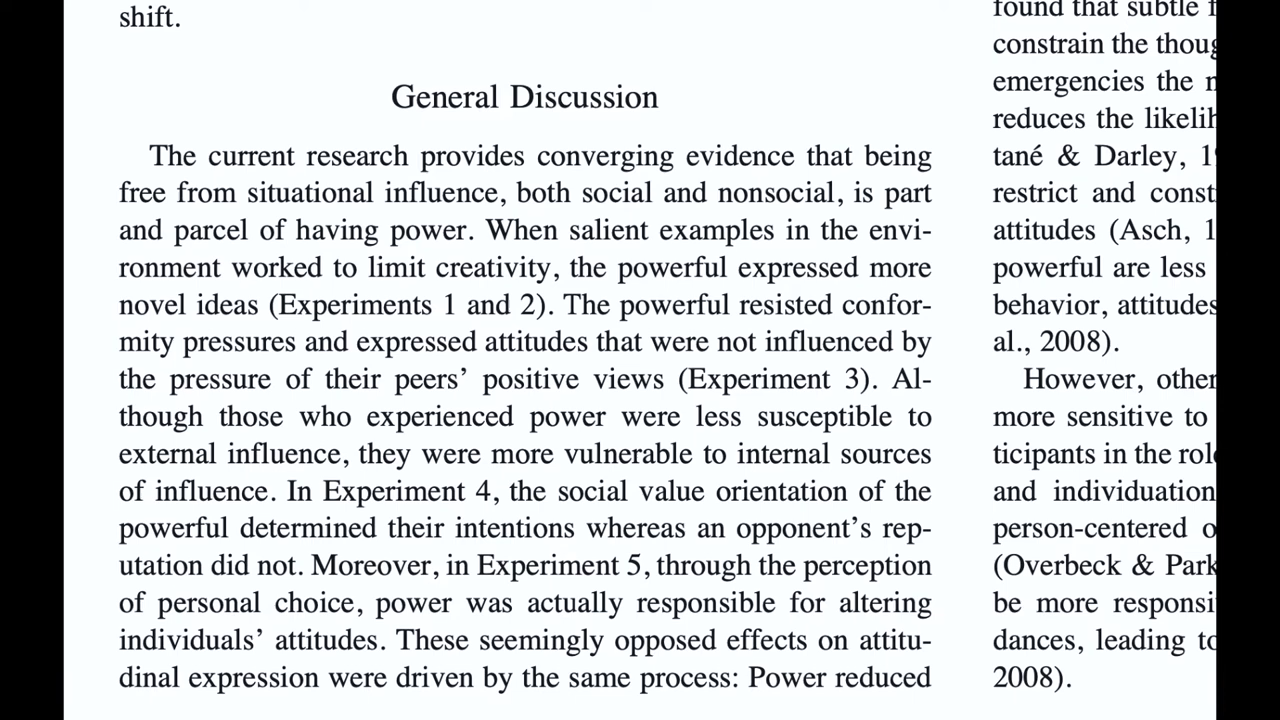 shift.
General Discussion
The current research provides converging evidence that being
free from situational influence, both social and nonsocial, is part
and parcel of having power. When salient examples in the envi-
ronment worked to limit creativity, the powerful expressed more
novel ideas (Experiments 1 and 2). The powerful resisted confor-
mity pressures and expressed attitudes that were not influenced by
the pressure of their peers’ positive views (Experiment 3). Al-
though those who experienced power were less susceptible to
external influence, they were more vulnerable to internal sources
of influence. In Experiment 4, the social value orientation of the
powerful determined their intentions whereas an opponent’s rep-
utation did not. Moreover, in Experiment 5, through the perception
of personal choice, power was actually responsible for altering
individuals’ attitudes. These seemingly opposed effects on attitu-
dinal expression were driven by the same process: Power reduced
found that subtle
constrain the
emergencies the
reduces the
tané & Darley,
restrict and
attitudes (Asch,
powerful are less
behavior, attitudes
al., 2008).
However,
more sensitive to
ticipants in the
and individuation
person-centered
(Overbeck &
be more
dances, leading
2008).